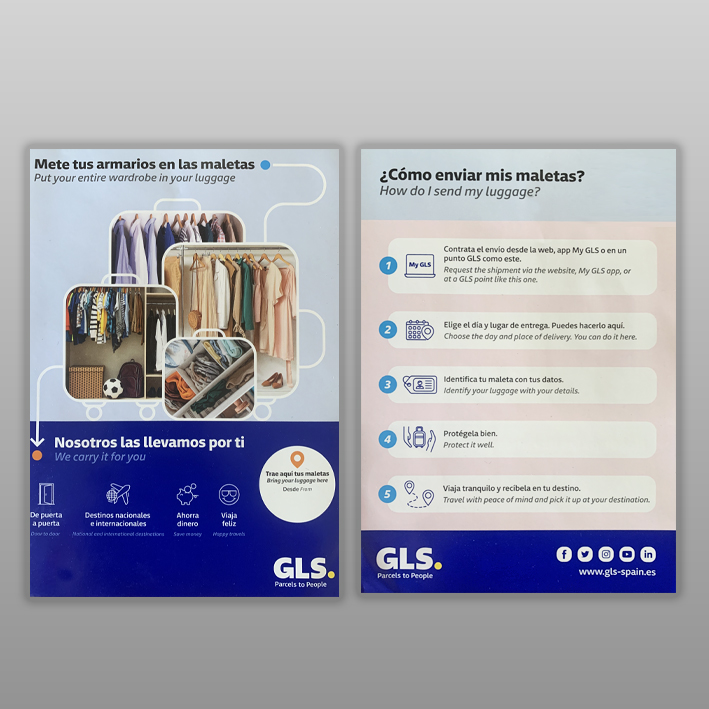 Mete tus armarios en las maletas
Put your entire wardrobe in your luggage
Nosotros las llevamos por ti
We carry it for you
Trae aquí tus maletas
Bring your luggage here
Desde From
De puerta
a puerta
Door to door
Destinos nacionales
e internacionales
National and international destinations
Ahorra
dinero
Save money
Viaja
feliz
Happy travels
GLS.
Parcels to People
¿Cómo enviar mis maletas?
How do I send my luggage?
1
My GLS
Contrata el envío desde la web, app My GLS o en un
punto GLS como este.
Request the shipment via the website, My GLS app, or
at a GLS point like this one.
2
Elige el día y lugar de entrega. Puedes hacerlo aquí.
Choose the day and place of delivery. You can do it here.
3
Identifica tu maleta con tus datos.
Identify your luggage with your details.
4
Protégela bien.
Protect it well.
5
Viaja tranquilo y recíbela en tu destino.
Travel with peace of mind and pick it up at your destination.
GLS.
Parcels to People
www.gls-spain.es